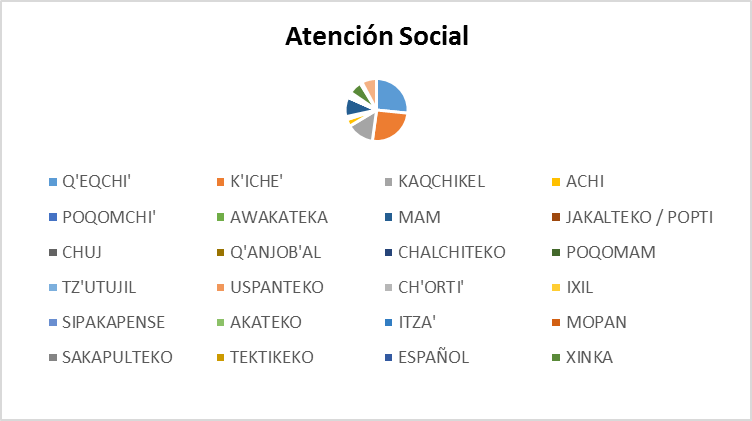 Atención Social
Q'EQCHI' K'ICHE' KAQCHIKEL ACHI
POQOMCHI' AWAKATEKA MAM JAKALTEKO / POPTI
CHUJ Q'ANJOB'AL CHALCHITEKO POQOMAM
TZ'UTUJIL USPANTEKO CH'ORTI' IXIL
SIPAKAPENSE AKATEKO ITZA' MOPAN
SAKAPULTEKO TEKTIKEKO ESPAÑOL XINKA